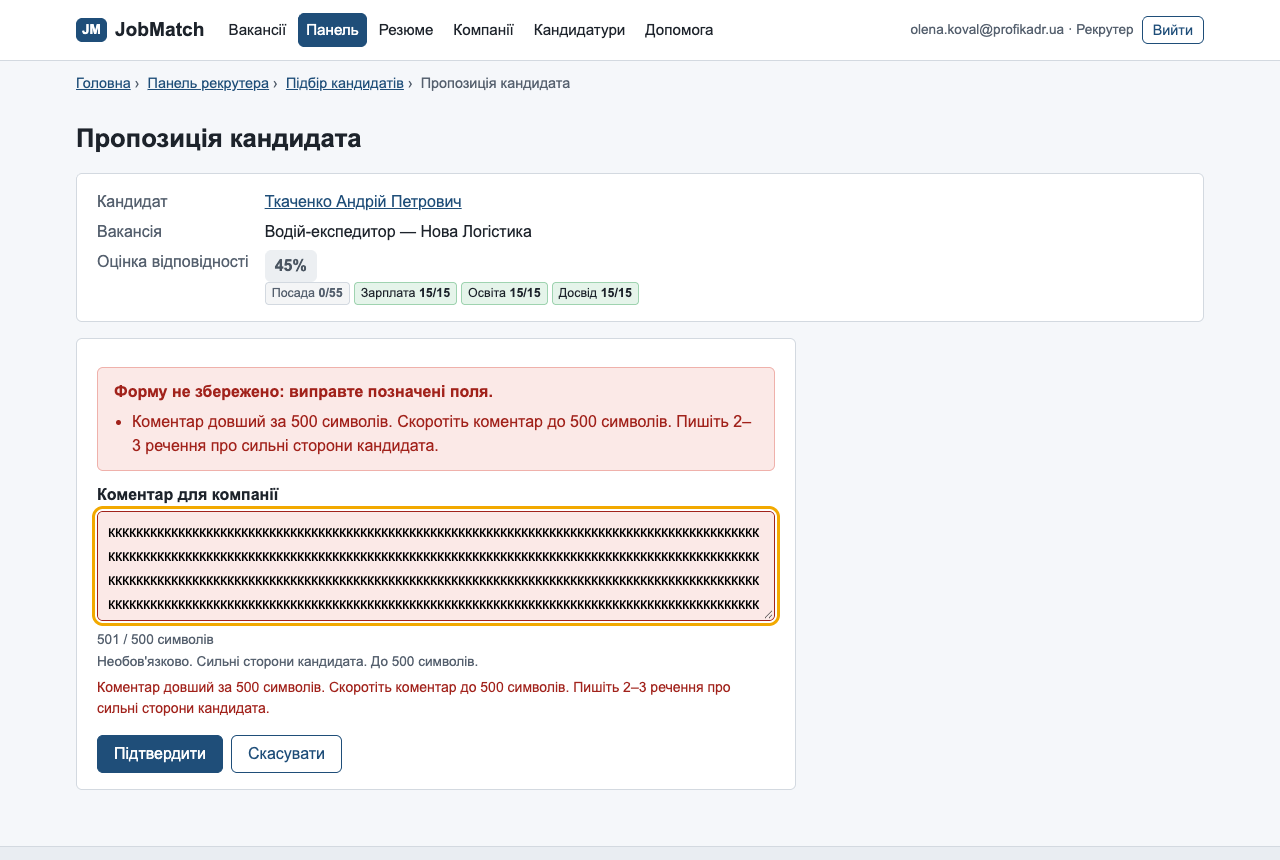 JM JobMatch Вакансії Панель Резюме Компанії Кандидатури Допомога olena.koval@profikadr.ua · Рекрутер Вийти
Головна › Панель рекрутера › Підбір кандидатів › Пропозиція кандидата
Пропозиція кандидата
Кандидат Ткаченко Андрій Петрович
Вакансія Водій-експедитор — Нова Логістика
Оцінка відповідності 45%
Посада 0/55 Зарплата 15/15 Освіта 15/15 Досвід 15/15
Форму не збережено: виправте позначені поля.
• Коментар довший за 500 символів. Скоротіть коментар до 500 символів. Пишіть 2–
3 речення про сильні сторони кандидата.
Коментар для компанії
ккккккккккккккккккккккккккккккккккккккккккккккккккккккккккккккккккккккккккккккккккккккккккккк
ккккккккккккккккккккккккккккккккккккккккккккккккккккккккккккккккккккккккккккккккккккккккккккк
ккккккккккккккккккккккккккккккккккккккккккккккккккккккккккккккккккккккккккккккккккккккккккккк
ккккккккккккккккккккккккккккккккккккккккккккккккккккккккккккккккккккккккккккккккккккккккккккк
501 / 500 символів
Необов'язково. Сильні сторони кандидата. До 500 символів.
Коментар довший за 500 символів. Скоротіть коментар до 500 символів. Пишіть 2–3 речення про
сильні сторони кандидата.
Підтвердити Скасувати